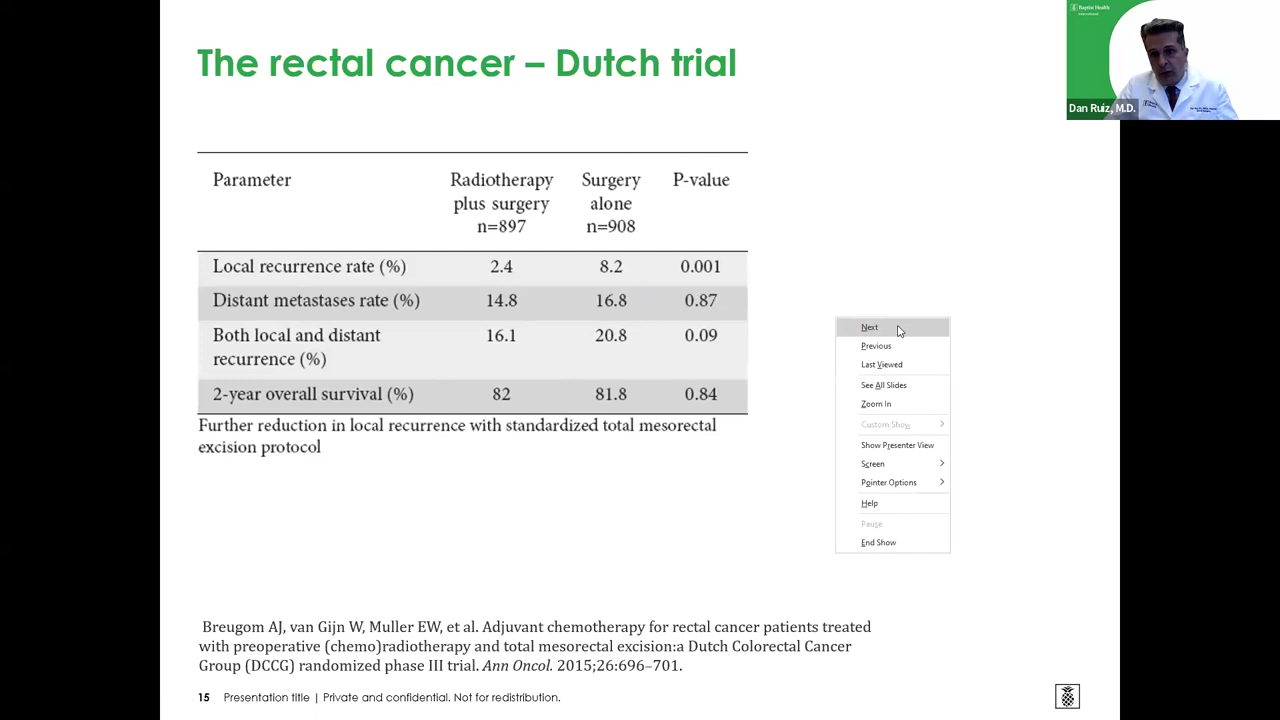 The rectal cancer – Dutch trial
Baptist Health
International
Dan Ruiz, M.D.
Parameter Radiotherapy plus surgery n=897 Surgery alone n=908 P-value
Local recurrence rate (%) 2.4 8.2 0.001
Distant metastases rate (%) 14.8 16.8 0.87
Both local and distant 16.1 20.8 0.09
recurrence (%)
2-year overall survival (%) 82 81.8 0.84
Further reduction in local recurrence with standardized total mesorectal
excision protocol
Next
Previous
Last Viewed
See All Slides
Zoom In
Custom Show
Show Presenter View
Screen
Pointer Options
Help
Pause
End Show
Breugom AJ, van Gijn W, Muller EW, et al. Adjuvant chemotherapy for rectal cancer patients treated
with preoperative (chemo)radiotherapy and total mesorectal excision:a Dutch Colorectal Cancer
Group (DCCG) randomized phase III trial. Ann Oncol. 2015;26:696–701.
15 Presentation title | Private and confidential. Not for redistribution.